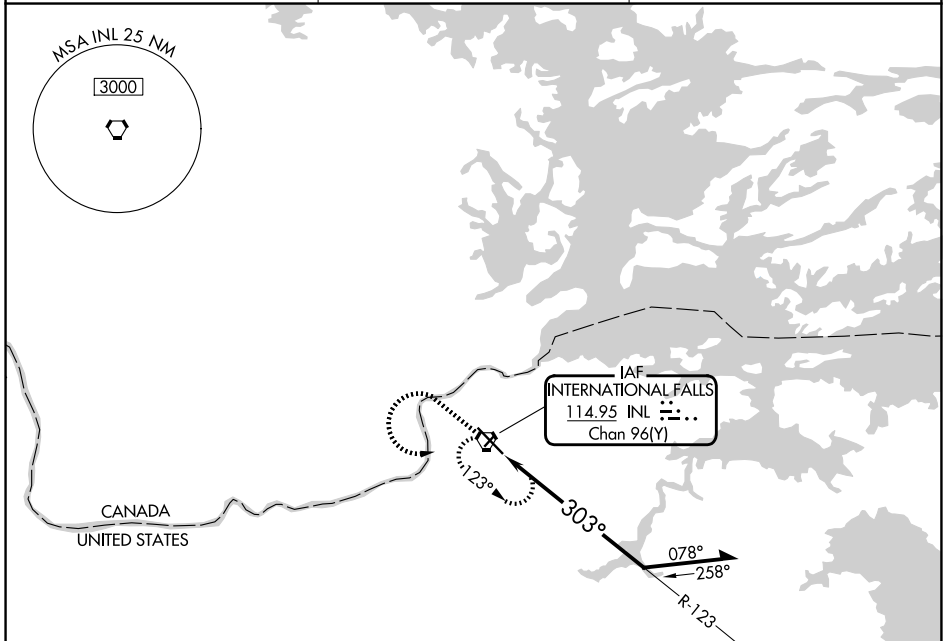 MSA INL 25 NM
3000
IAF
INTERNATIONAL FALLS
114.95 INL
Chan 96(Y)
123°
303°
CANADA
UNITED STATES
078°
258°
R-123